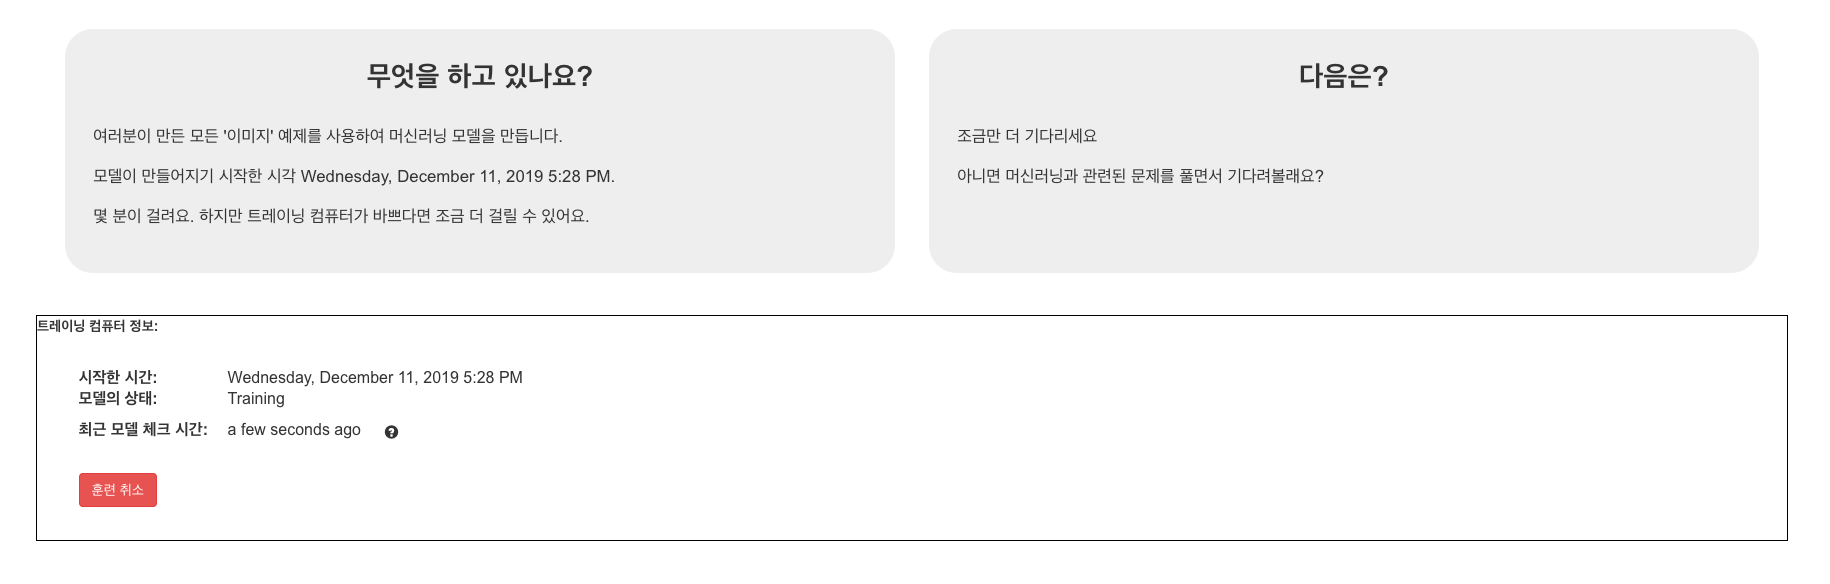 무엇을 하고 있나요?
여러분이 만든 모든 '이미지' 예제를 사용하여 머신러닝 모델을 만듭니다.
모델이 만들어지기 시작한 시각 Wednesday, December 11, 2019 5:28 PM.
몇 분이 걸려요. 하지만 트레이닝 컴퓨터가 바쁘다면 조금 더 걸릴 수 있어요.
다음은?
조금만 더 기다리세요
아니면 머신러닝과 관련된 문제를 풀면서 기다려볼래요?
트레이닝 컴퓨터 정보:
시작한 시간: Wednesday, December 11, 2019 5:28 PM
모델의 상태: Training
최근 모델 체크 시간: a few seconds ago
훈련 취소